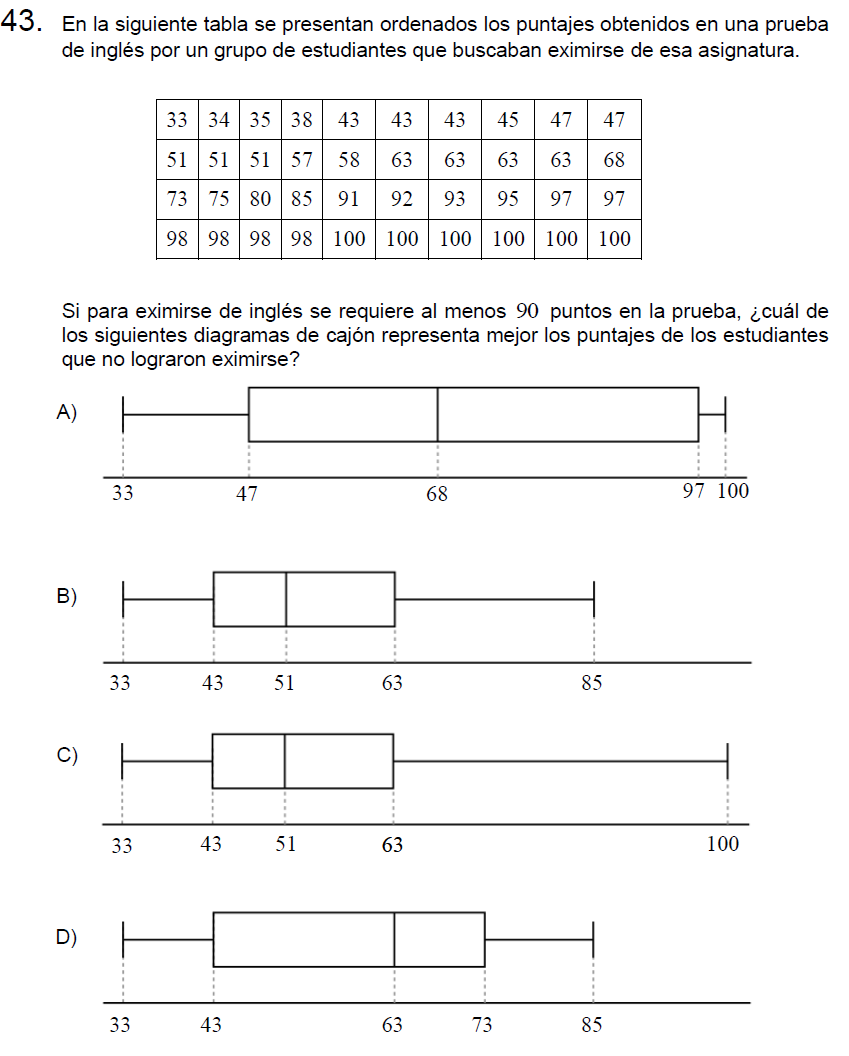 43. En la siguiente tabla se presentan ordenados los puntajes obtenidos en una prueba
de inglés por un grupo de estudiantes que buscaban eximirse de esa asignatura.
33 34 35 38 43 43 43 45 47 47
51 51 51 57 58 63 63 63 63 68
73 75 80 85 91 92 93 95 97 97
98 98 98 98 100 100 100 100 100 100
Si para eximirse de inglés se requiere al menos 90 puntos en la prueba, ¿cuál de
los siguientes diagramas de cajón representa mejor los puntajes de los estudiantes
que no lograron eximirse?
A)
33 47 68 97 100
B)
33 43 51 63 85
C)
33 43 51 63 100
D)
33 43 63 73 85